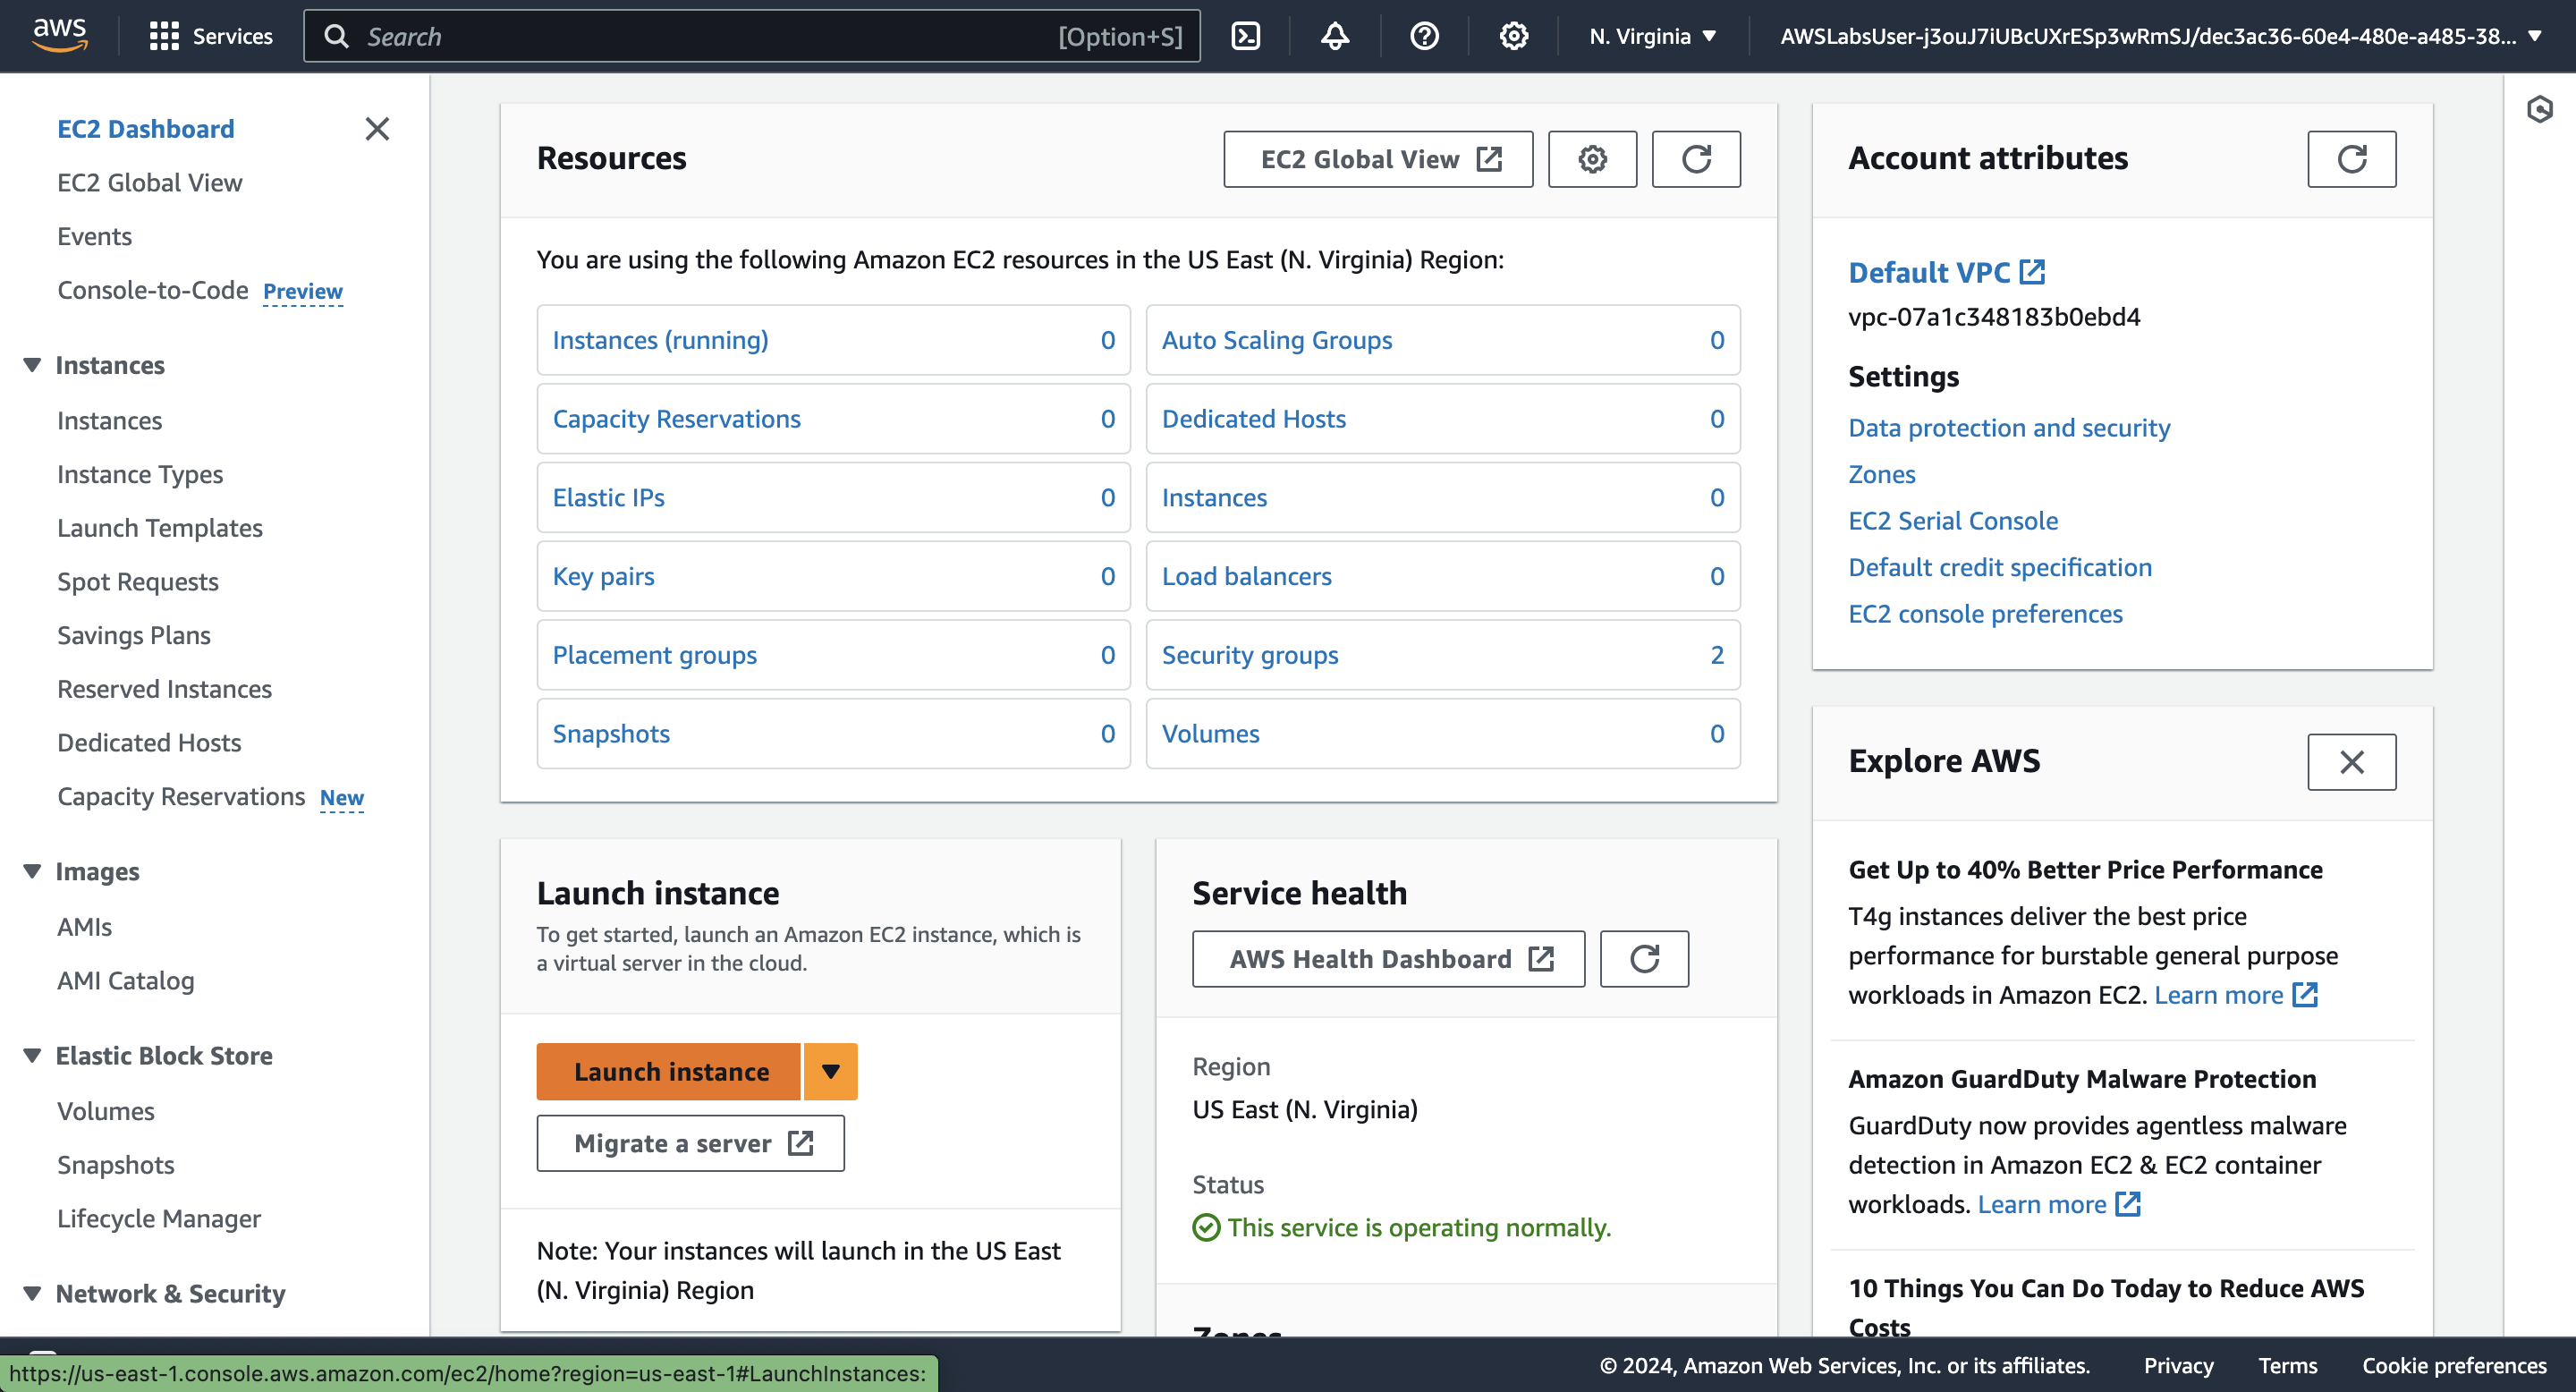 aws
Services
Search
[Option+S]
N. Virginia
AWSLabsUser-j3ouJ7iUBcUXrESp3wRmSJ/dec3ac36-60e4-480e-a485-38...
EC2 Dashboard
EC2 Global View
Events
Console-to-Code Preview
Instances
Instances
Instance Types
Launch Templates
Spot Requests
Savings Plans
Reserved Instances
Dedicated Hosts
Capacity Reservations New
Images
AMIs
AMI Catalog
Elastic Block Store
Volumes
Snapshots
Lifecycle Manager
Network & Security
Resources
EC2 Global View
You are using the following Amazon EC2 resources in the US East (N. Virginia) Region:
Instances (running) 0
Auto Scaling Groups 0
Capacity Reservations 0
Dedicated Hosts 0
Elastic IPs 0
Instances 0
Key pairs 0
Load balancers 0
Placement groups 0
Security groups 2
Snapshots 0
Volumes 0
Launch instance
To get started, launch an Amazon EC2 instance, which is
a virtual server in the cloud.
Launch instance
Migrate a server
Note: Your instances will launch in the US East
(N. Virginia) Region
Service health
AWS Health Dashboard
Region
US East (N. Virginia)
Status
This service is operating normally.
Zones
Account attributes
Default VPC
vpc-07a1c348183b0ebd4
Settings
Data protection and security
Zones
EC2 Serial Console
Default credit specification
EC2 console preferences
Explore AWS
Get Up to 40% Better Price Performance
T4g instances deliver the best price
performance for burstable general purpose
workloads in Amazon EC2. Learn more
Amazon GuardDuty Malware Protection
GuardDuty now provides agentless malware
detection in Amazon EC2 & EC2 container
workloads. Learn more
10 Things You Can Do Today to Reduce AWS
Costs
https://us-east-1.console.aws.amazon.com/ec2/home?region=us-east-1#LaunchInstances:
© 2024, Amazon Web Services, Inc. or its affiliates.
Privacy
Terms
Cookie preferences